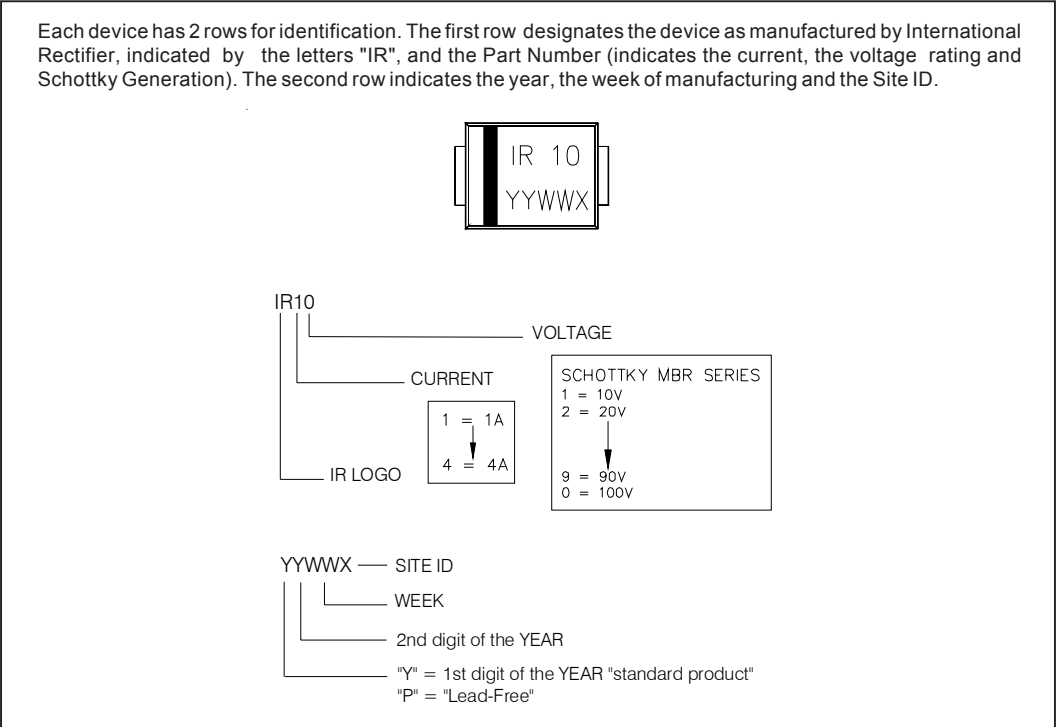 Each device has 2 rows for identification. The first row designates the device as manufactured by International
Rectifier, indicated by the letters "IR", and the Part Number (indicates the current, the voltage rating and
Schottky Generation). The second row indicates the year, the week of manufacturing and the Site ID.
IR 10
YYWWX
IR10
VOLTAGE
CURRENT
SCHOTTKY MBR SERIES
1 = 10V
2 = 20V
9 = 90V
0 = 100V
1 = 1A
4 = 4A
IR LOGO
YYWWX
SITE ID
WEEK
2nd digit of the YEAR
"Y" = 1st digit of the YEAR "standard product"
"P" = "Lead-Free"